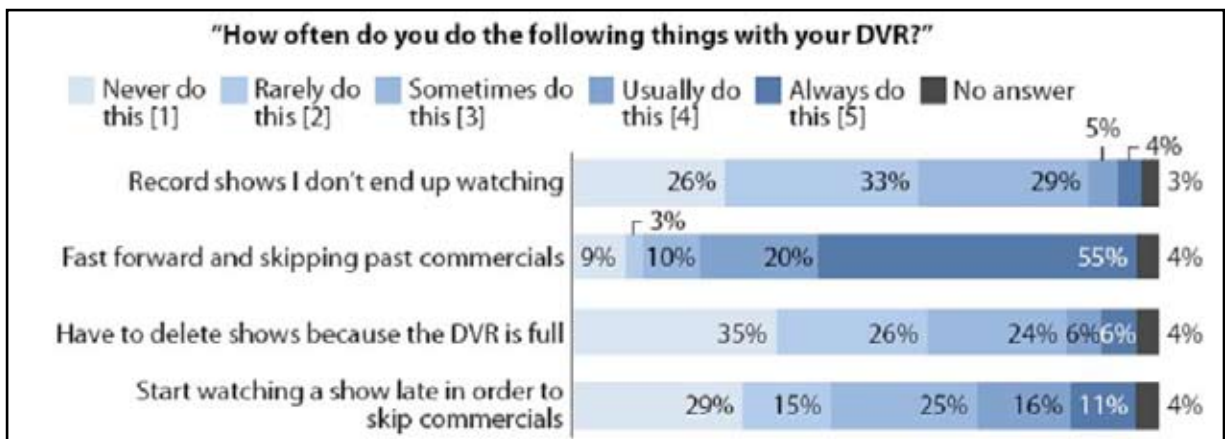 "How often do you do the following things with your DVR?"
Never do this [1]
Rarely do this [2]
Sometimes do this [3]
Usually do this [4]
Always do this [5]
No answer
5%
4%
Record shows I don't end up watching 26% 33% 29% 3%
3%
Fast forward and skipping past commercials 9% 10% 20% 55% 4%
Have to delete shows because the DVR is full 35% 26% 24% 6% 6% 4%
Start watching a show late in order to
skip commercials 29% 15% 25% 16% 11% 4%